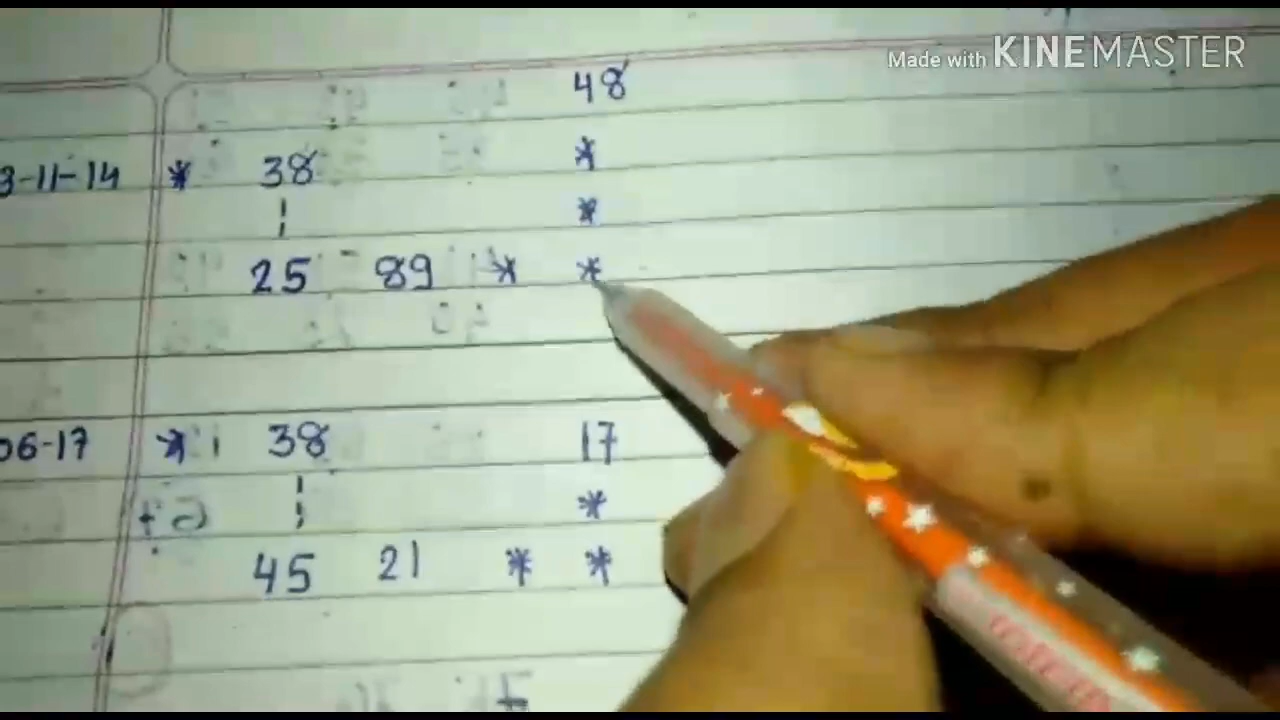 Made with KINEMASTER
48
3-11-14 * 38 *
*
25 89 * *
06-17 * 38 17
*
45 21 * *